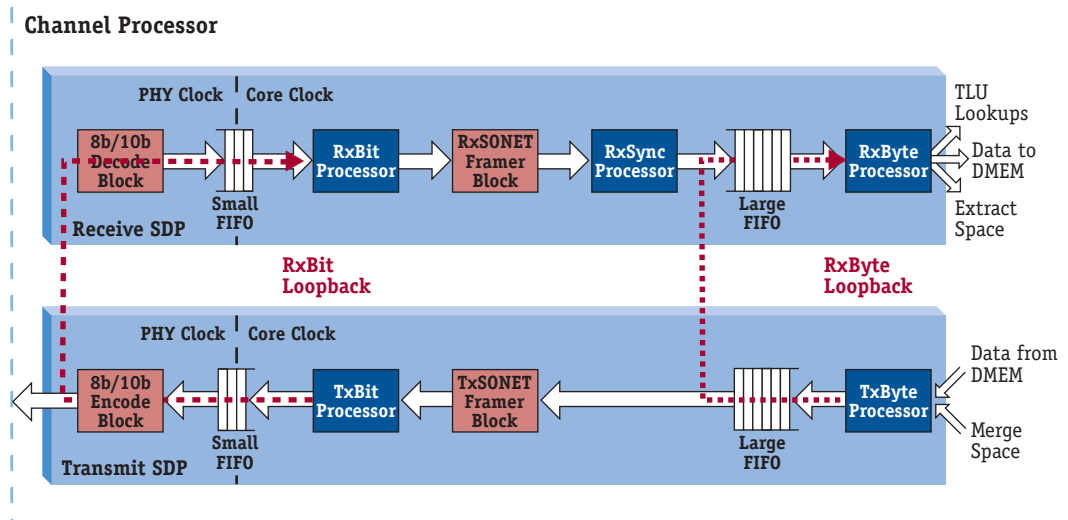 Channel Processor
PHY Clock
Core Clock
8b/10b
Decode
Block
Small
FIFO
RxBit
Processor
RxSONET
Framer
Block
RxSync
Processor
Large
FIFO
RxByte
Processor
TLU
Lookups
Data to
DMEM
Extract
Space
Receive SDP
RxBit
Loopback
RxByte
Loopback
PHY Clock
Core Clock
8b/10b
Encode
Block
Small
FIFO
TxBit
Processor
TxSONET
Framer
Block
Large
FIFO
TxByte
Processor
Data from
DMEM
Merge
Space
Transmit SDP